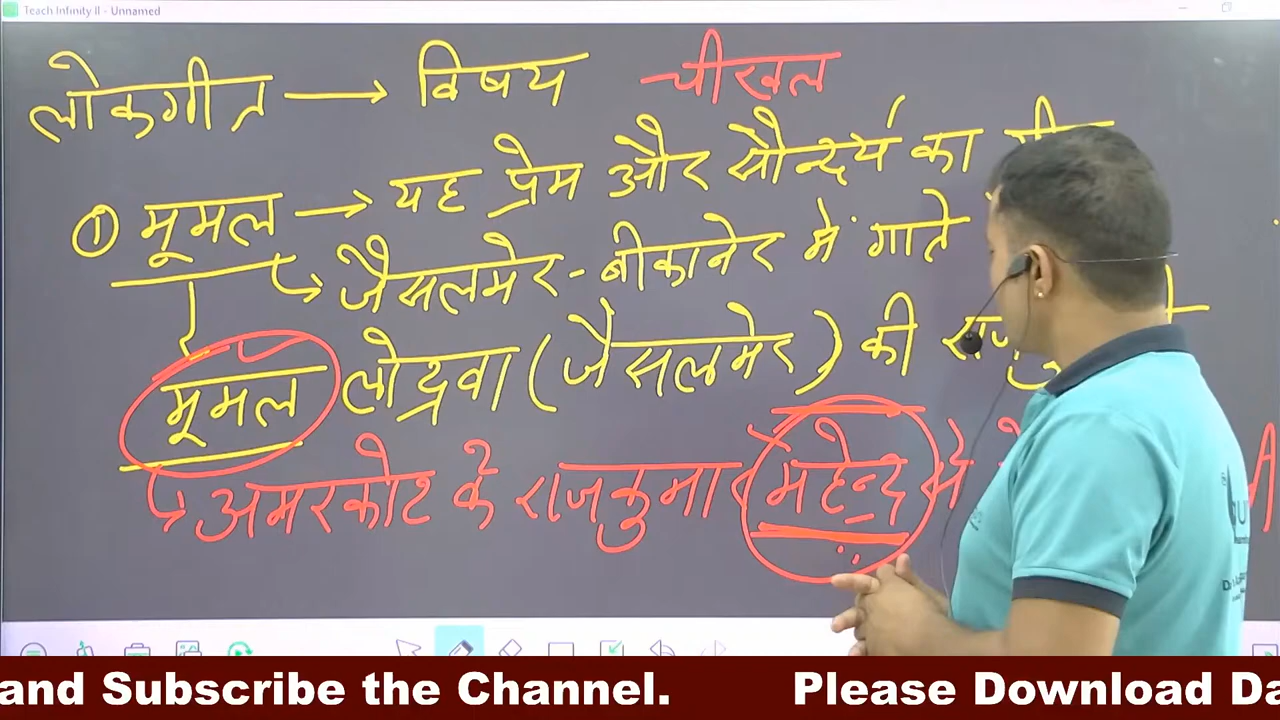 Teach Infinity II - Unnamed
लोकगीत → विषय चीखल
① मूमल → यह प्रेम और सौन्दर्य का
→ जैसलमेर - बीकानेर में गाते
मूमल लोद्रवा (जैसलमेर) की
अमरकोट के राजकुमार महेन्द्र से
and Subscribe the Channel. Please Download Da